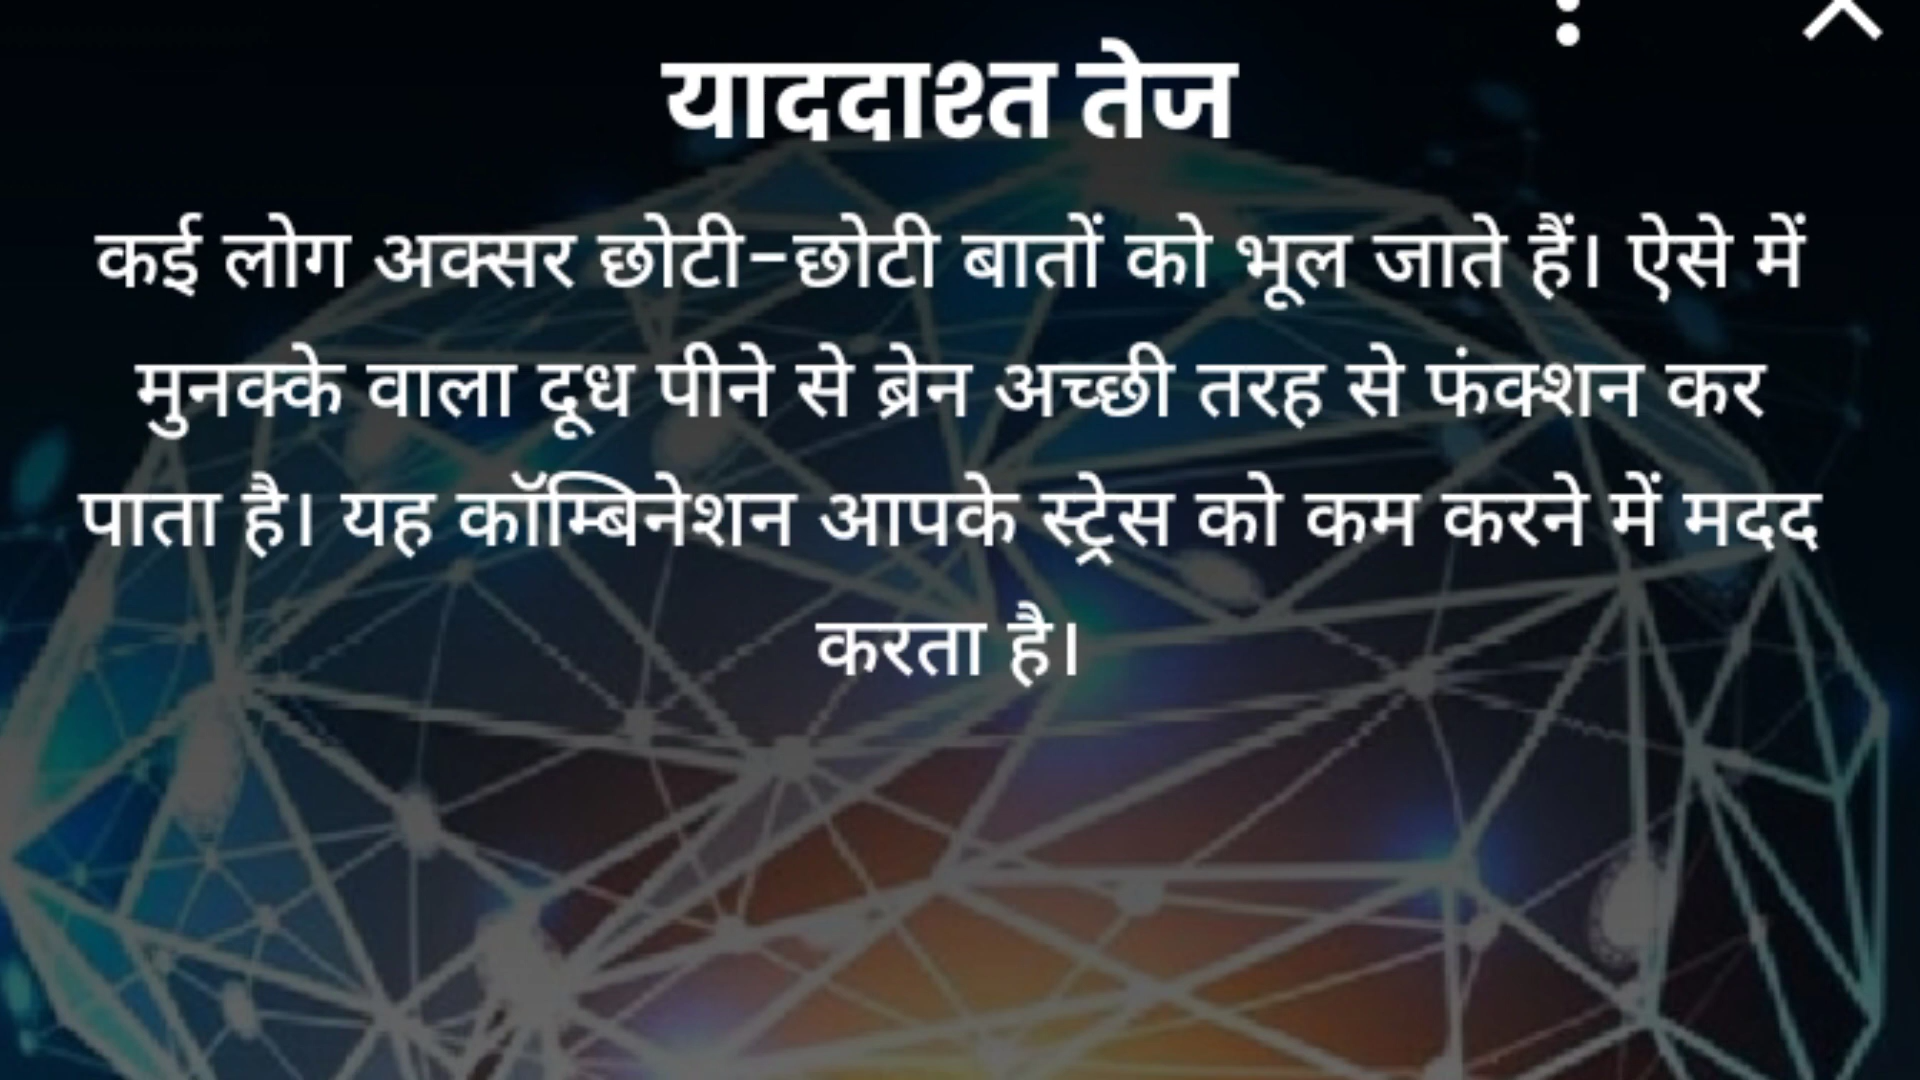 याददाश्त तेज
कई लोग अक्सर छोटी-छोटी बातों को भूल जाते हैं। ऐसे में
मुनक्के वाला दूध पीने से ब्रेन अच्छी तरह से फंक्शन कर
पाता है। यह कॉम्बिनेशन आपके स्ट्रेस को कम करने में मदद
करता है।